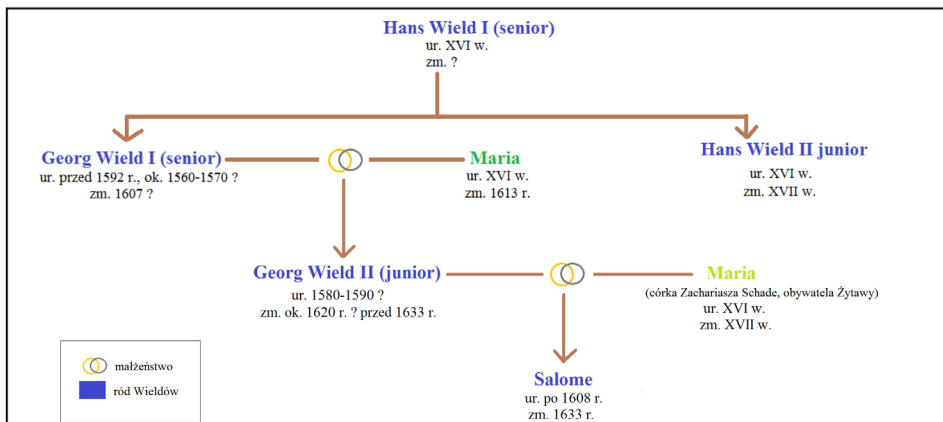 Hans Wield I (senior)
ur. XVI w.
zm. ?
Georg Wield I (senior)
ur. przed 1592 r., ok. 1560-1570 ?
zm. 1607 ?
Maria
ur. XVI w.
zm. 1613 r.
Hans Wield II junior
ur. XVI w.
zm. XVII w.
Georg Wield II (junior)
ur. 1580-1590 ?
zm. ok. 1620 r. ? przed 1633 r.
Maria
(córka Zachariasza Schade, obywatela Żytawy)
ur. XVI w.
zm. XVII w.
Salome
ur. po 1608 r.
zm. 1633 r.
małżeństwo
ród Wieldów